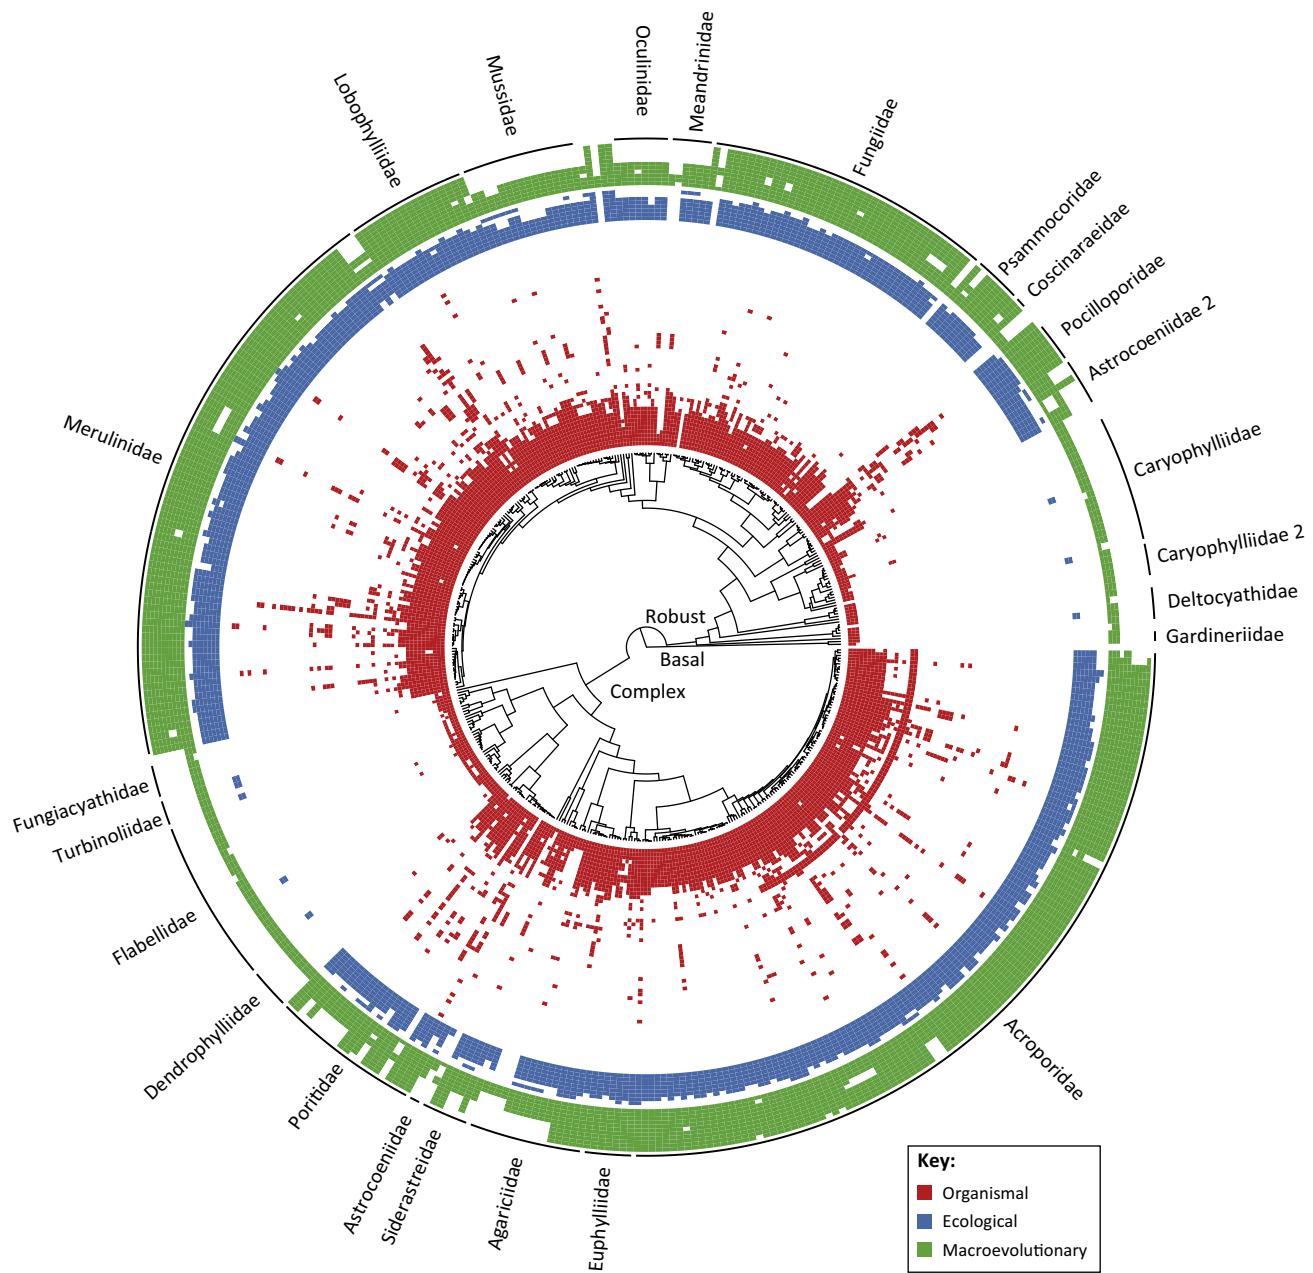 Oculinidae
Meandrinidae
Mussidae
Lobophylliidae
Fungiidae
Psammocoridae
Coscinaraeidae
Pocilloporidae
Astrocoeniidae 2
Merulinidae
Caryophylliidae
Caryophylliidae 2
Deltocyathidae
Gardineriidae
Robust
Basal
Complex
Fungiacyathidae
Turbinoliidae
Flabellidae
Dendrophylliidae
Poritidae
Astrocoeniidae
Siderastreidae
Agariciidae
Euphylliidae
Acroporidae
Key:
Organismal
Ecological
Macroevolutionary